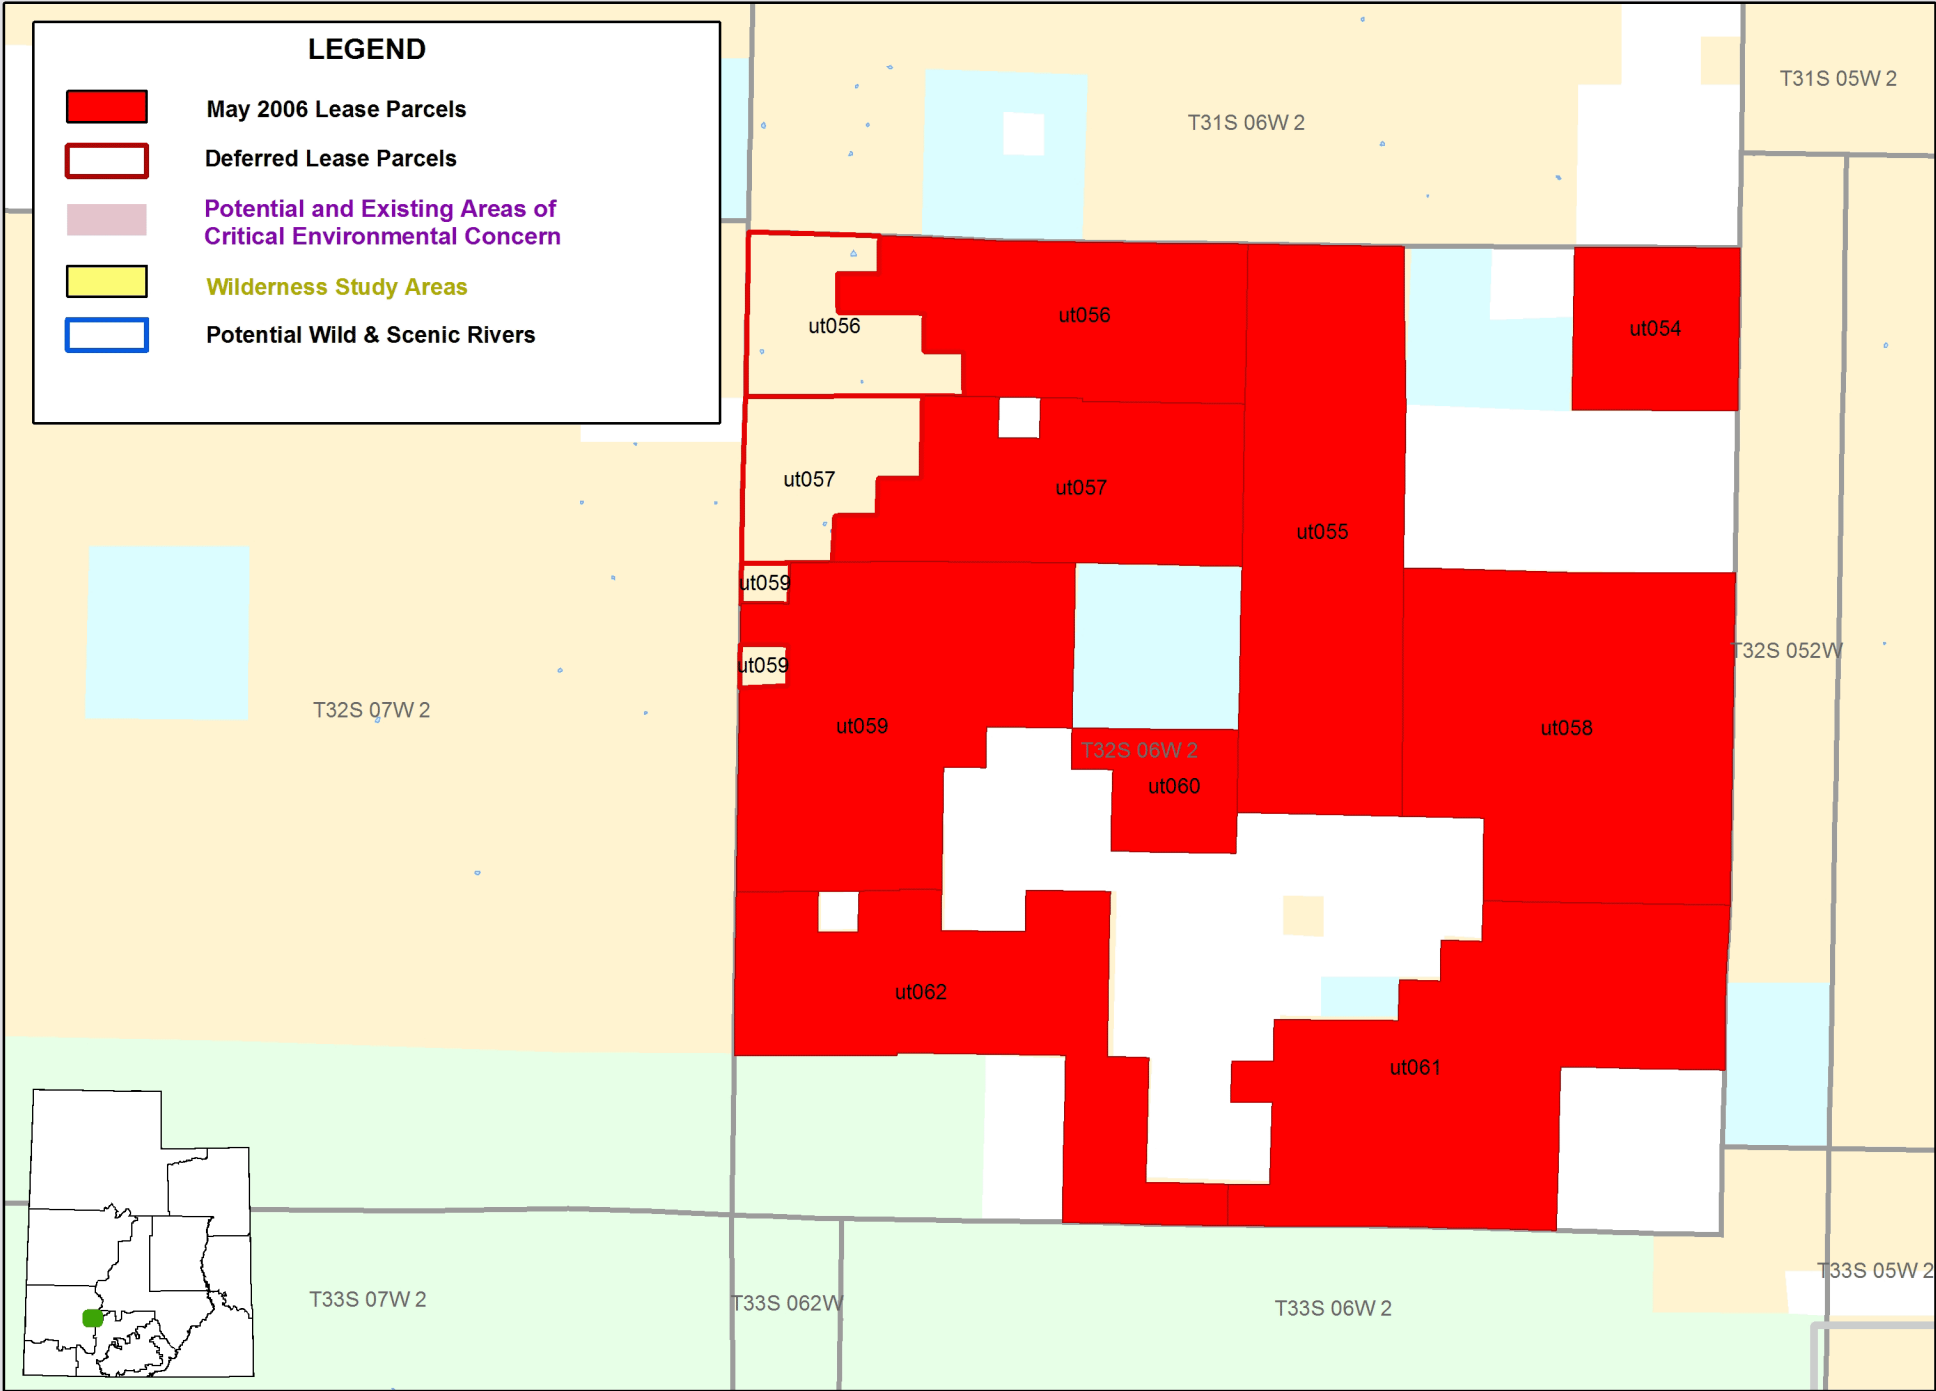 LEGEND
May 2006 Lease Parcels
Deferred Lease Parcels
Potential and Existing Areas of
Critical Environmental Concern
Wilderness Study Areas
Potential Wild & Scenic Rivers
T31S 05W 2
T31S 06W 2
ut056
ut056
ut054
ut057
ut057
ut055
ut059
ut059
T32S 052W
T32S 07W 2
ut059
ut058
T32S 06W 2
ut060
ut062
ut061
T33S 05W 2
T33S 07W 2
T33S 062W
T33S 06W 2